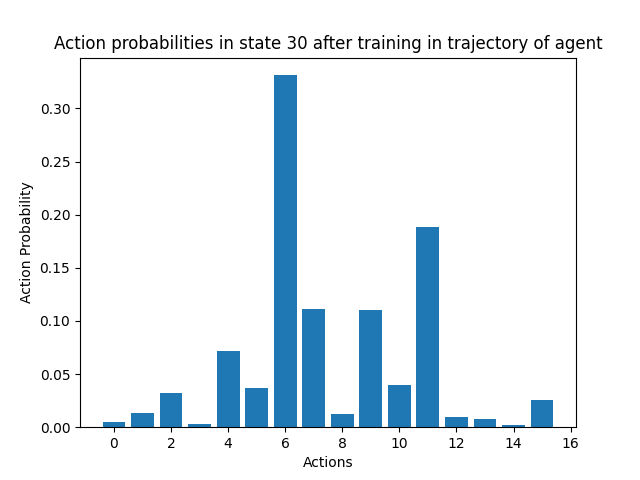 Action probabilities in state 30 after training in trajectory of agent
0.30
0.25
0.20
0.15
0.10
0.05
0.00
Action Probability
0 2 4 6 8 10 12 14 16
Actions